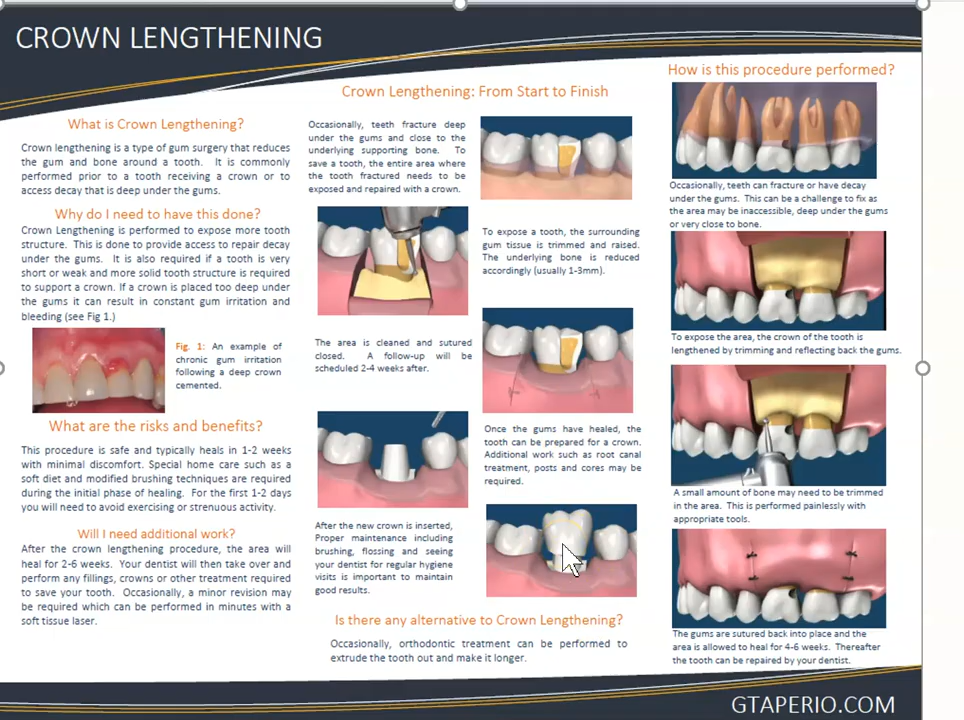 CROWN LENGTHENING
What is Crown Lengthening?
Crown lengthening is a type of gum surgery that reduces
the gum and bone around a tooth. It is commonly
performed prior to a tooth receiving a crown or to
access decay that is deep under the gums.
Why do I need to have this done?
Crown Lengthening is performed to expose more tooth
structure. This is done to provide access to repair decay
under the gums. It is also required if a tooth is very
short or weak and more solid tooth structure is required
to support a crown. If a crown is placed too deep under
the gums it can result in constant gum irritation and
bleeding (see Fig 1.)
Fig. 1: An example of
chronic gum irritation
following a deep crown
cemented.
What are the risks and benefits?
This procedure is safe and typically heals in 1-2 weeks
with minimal discomfort. Special home care such as a
soft diet and modified brushing techniques are required
during the initial phase of healing. For the first 1-2 days
you will need to avoid exercising or strenuous activity.
Will I need additional work?
After the crown lengthening procedure, the area will
heal for 2-6 weeks. Your dentist will then take over and
perform any fillings, crowns or other treatment required
to save your tooth. Occasionally, a minor revision may
be required which can be performed in minutes with a
soft tissue laser.
Crown Lengthening: From Start to Finish
Occasionally, teeth fracture deep
under the gums and close to the
underlying supporting bone. To
save a tooth, the entire area where
the tooth fractured needs to be
exposed and repaired with a crown.
To expose a tooth, the surrounding
gum tissue is trimmed and raised.
The underlying bone is reduced
accordingly (usually 1-3mm).
The area is cleaned and sutured
closed. A follow-up will be
scheduled 2-4 weeks after.
Once the gums have healed, the
tooth can be prepared for a crown.
Additional work such as root canal
treatment, posts and cores may be
required.
After the new crown is inserted,
Proper maintenance including
brushing, flossing and seeing
your dentist for regular hygiene
visits is important to maintain
good results.
Is there any alternative to Crown Lengthening?
Occasionally, orthodontic treatment can be performed to
extrude the tooth out and make it longer.
How is this procedure performed?
Occasionally, teeth can fracture or have decay
under the gums. This can be a challenge to fix as
the area may be inaccessible, deep under the gums
or very close to bone.
To expose the area, the crown of the tooth is
lengthened by trimming and reflecting back the gums.
A small amount of bone may need to be trimmed
in the area. This is performed painlessly with
appropriate tools.
The gums are sutured back into place and the
area is allowed to heal for 4-6 weeks. Thereafter
the tooth can be repaired by your dentist.
GTAPERIO.COM